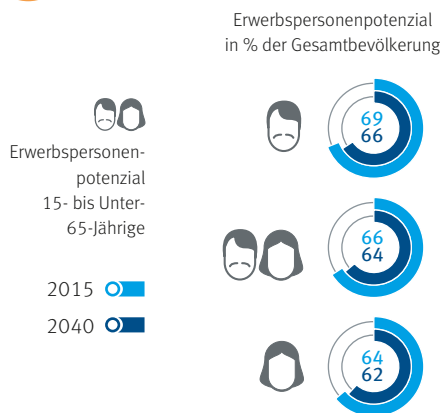 Erwerbspersonenpotenzial
in % der Gesamtbevölkerung
Erwerbspersonen-
potenzial
15- bis Unter-
65-Jährige
2015
2040
69
66
66
64
64
62